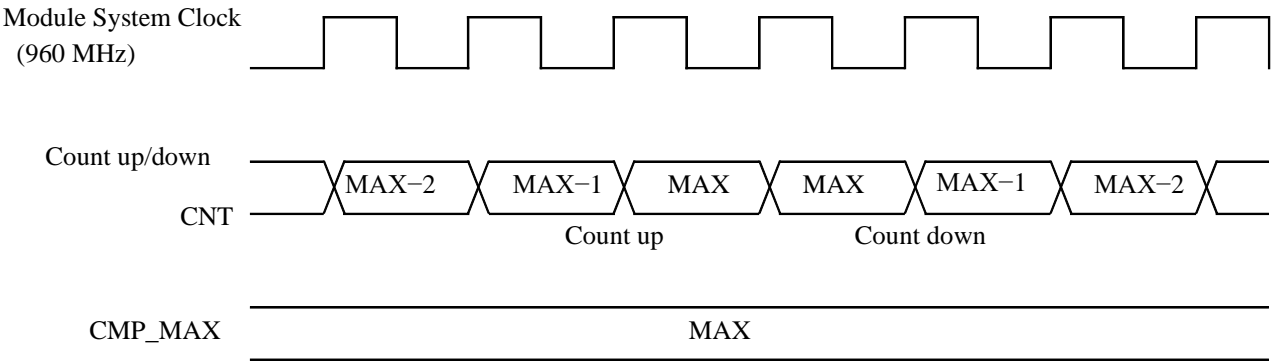 Module System Clock
(960 MHz)
Count up/down
MAX−2 MAX−1 MAX MAX MAX−1 MAX−2
CNT
Count up Count down
CMP_MAX MAX